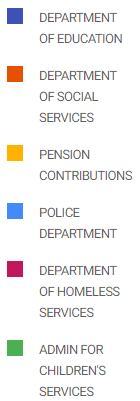 DEPARTMENT
OF EDUCATION
DEPARTMENT
OF SOCIAL
SERVICES
PENSION
CONTRIBUTIONS
POLICE
DEPARTMENT
DEPARTMENT
OF HOMELESS
SERVICES
ADMIN FOR
CHILDREN'S
SERVICES